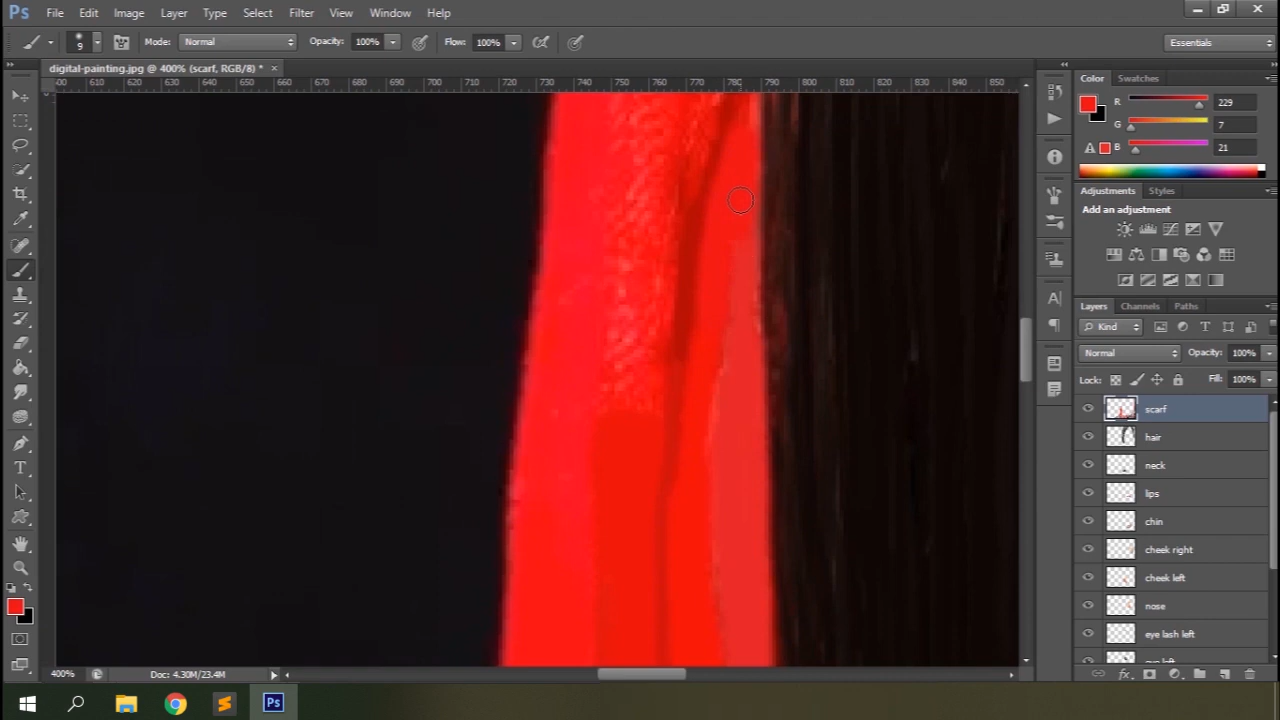 Ps File Edit Image Layer Type Select Filter View Window Help
9 Mode: Normal Opacity: 100% Flow: 100% Essentials
digital-painting.jpg @ 400% (scarf, RGB/8) * ×
610 620 630 640 650 660 670 680 690 700 710 720 730 740 750 760 770 780 790 800 810 820 830 840 850
Color Swatches
R 229
G 7
B 21
Adjustments Styles
Add an adjustment
Layers Channels Paths
Kind
Normal Opacity: 100%
Lock: Fill: 100%
scarf
hair
neck
lips
chin
cheek right
cheek left
nose
eye lash left
eye left
400% Doc: 4.30M/23.4M
Ps